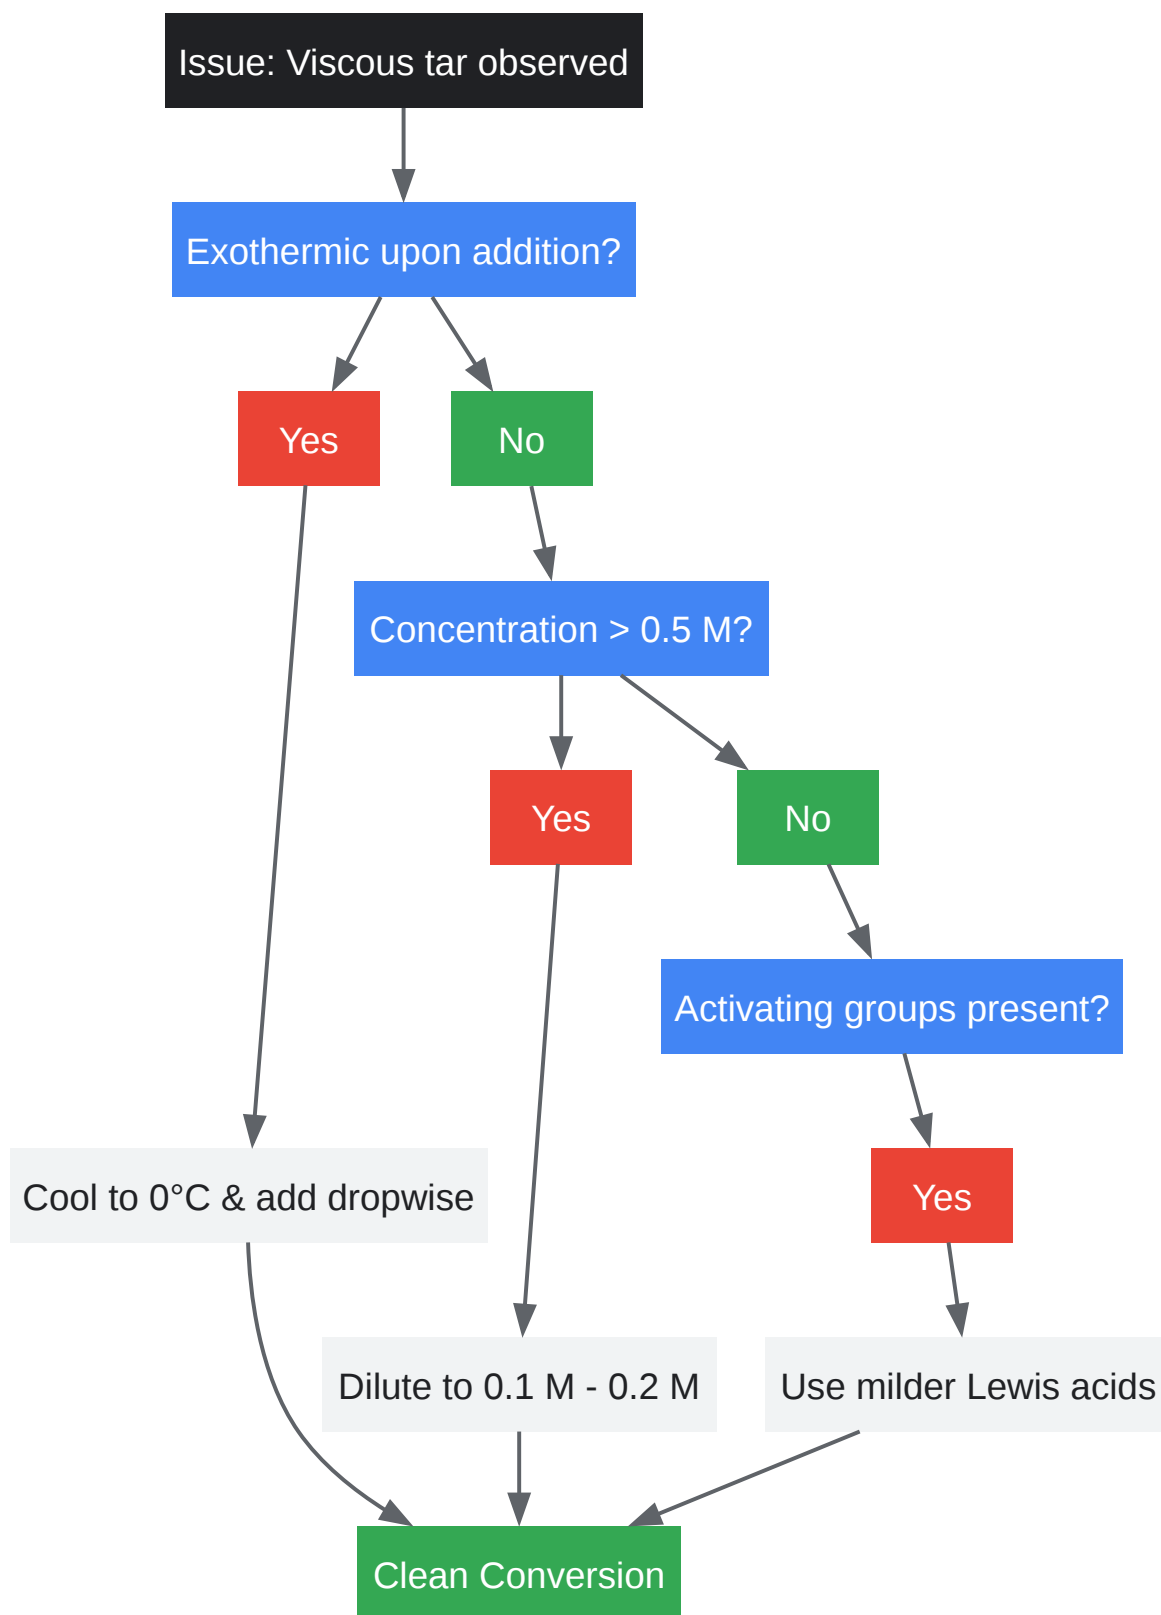 Issue: Viscous tar observed
Exothermic upon addition?
Yes
No
Concentration > 0.5 M?
Yes
No
Activating groups present?
Cool to 0°C & add dropwise
Yes
Dilute to 0.1 M - 0.2 M
Use milder Lewis acids
Clean Conversion